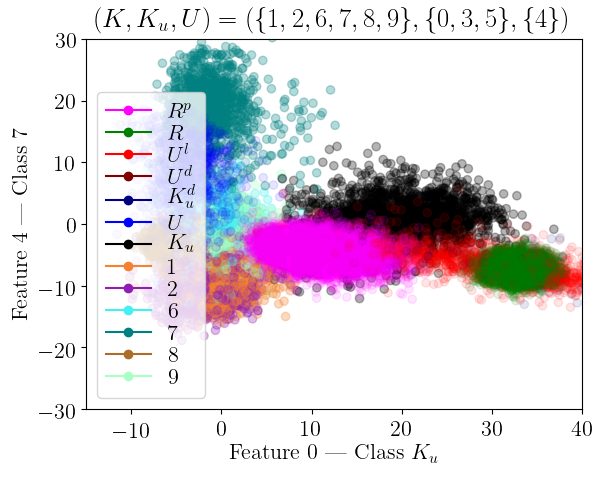 (K, K_u, U) = ({1, 2, 6, 7, 8, 9}, {0, 3, 5}, {4})
30
20
10
0
−10
−20
−30
Feature 4 — Class 7
R^p
R
U^l
U^d
K_u^d
U
K_u
1
2
6
7
8
9
−10 0 10 20 30 40
Feature 0 — Class K_u